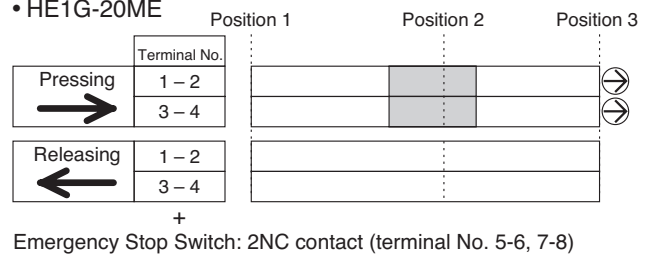 • HE1G-20ME
Position 1 Position 2 Position 3
Terminal No.
Pressing 1 – 2
3 – 4
Releasing 1 – 2
3 – 4
+
Emergency Stop Switch: 2NC contact (terminal No. 5-6, 7-8)